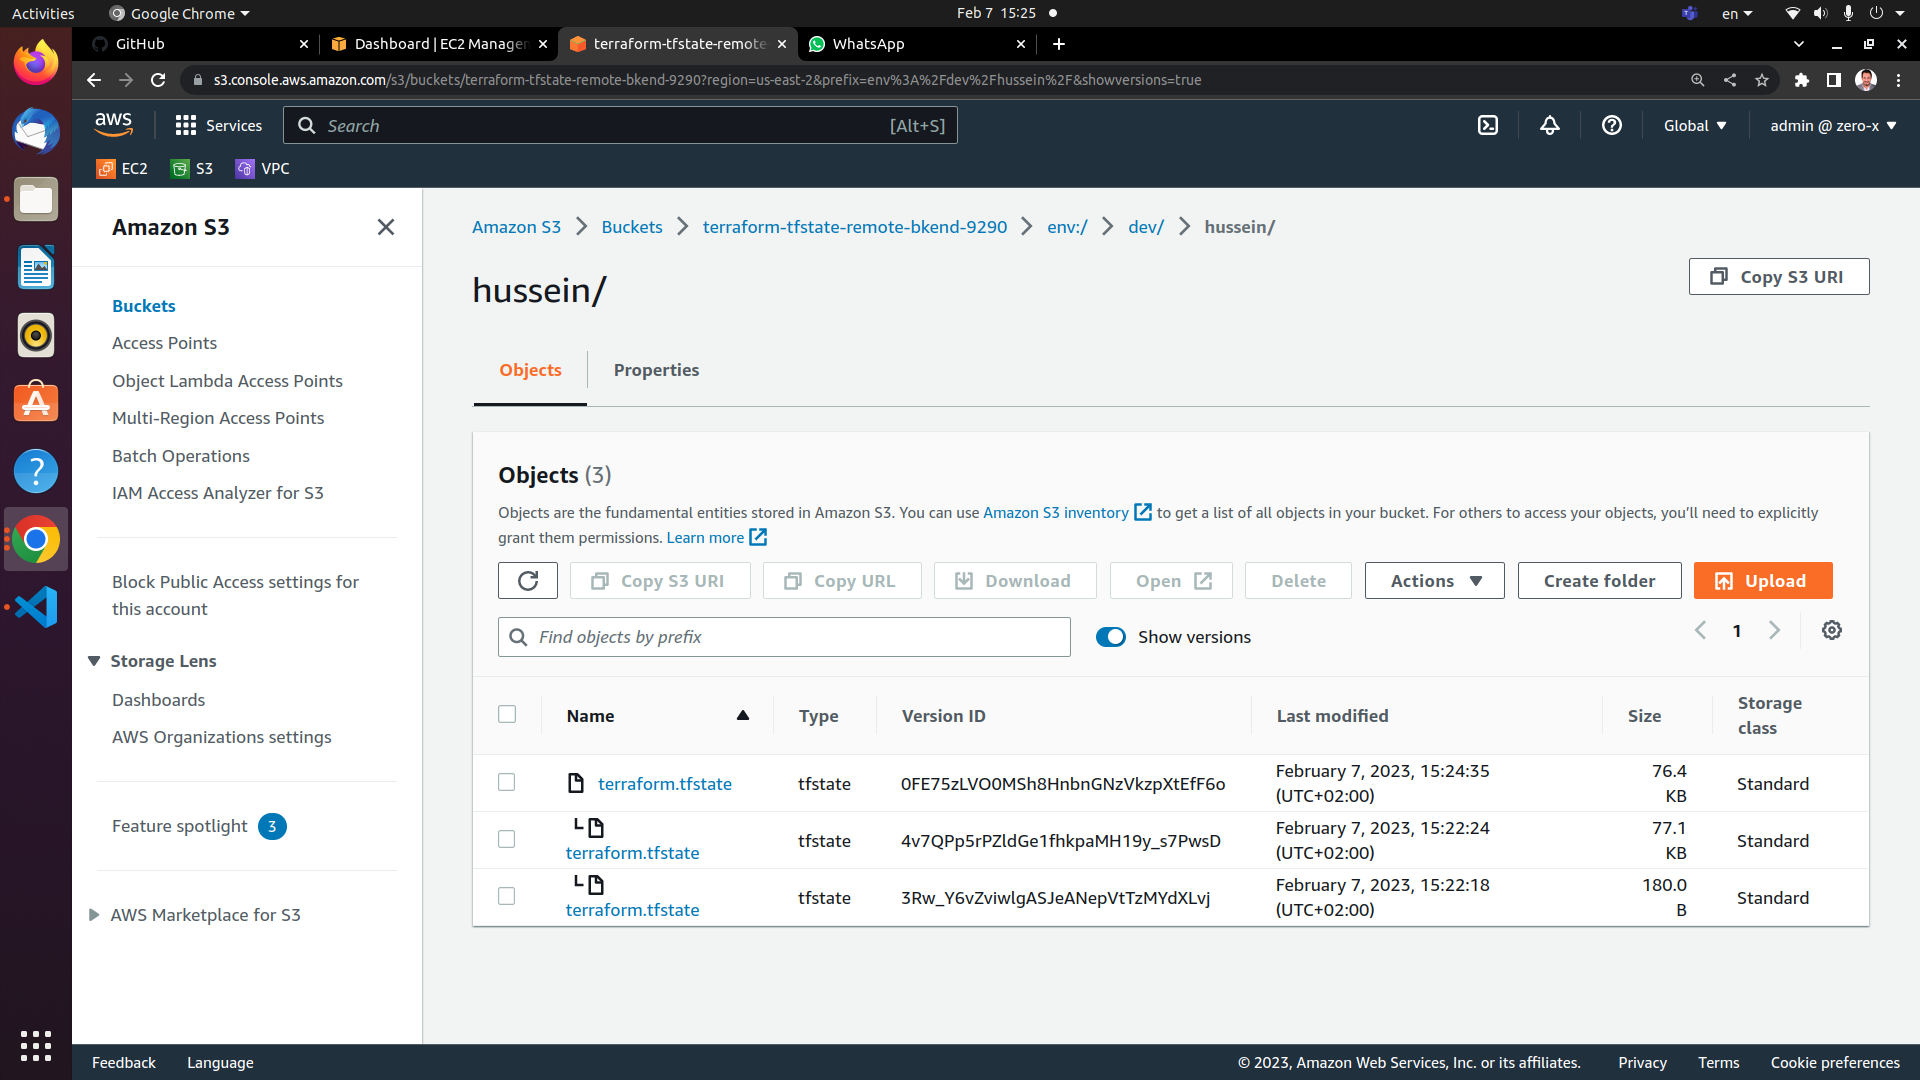 Activities
Google Chrome
Feb 7 15:25
en
GitHub
Dashboard | EC2 Manager
terraform-tfstate-remote
WhatsApp
s3.console.aws.amazon.com/s3/buckets/terraform-tfstate-remote-bkend-9290?region=us-east-2&prefix=env%3A%2Fdev%2Fhussein%2F&showversions=true
aws
Services
Search
[Alt+S]
Global
admin @ zero-x
EC2
S3
VPC
Amazon S3
Buckets
Access Points
Object Lambda Access Points
Multi-Region Access Points
Batch Operations
IAM Access Analyzer for S3
Block Public Access settings for
this account
Storage Lens
Dashboards
AWS Organizations settings
Feature spotlight 3
AWS Marketplace for S3
Amazon S3 Buckets terraform-tfstate-remote-bkend-9290 env:/ dev/ hussein/
hussein/
Copy S3 URI
Objects
Properties
Objects (3)
Objects are the fundamental entities stored in Amazon S3. You can use Amazon S3 inventory to get a list of all objects in your bucket. For others to access your objects, you’ll need to explicitly
grant them permissions. Learn more
Copy S3 URI
Copy URL
Download
Open
Delete
Actions
Create folder
Upload
Find objects by prefix
Show versions
1
Name
Type
Version ID
Last modified
Size
Storage
class
terraform.tfstate
tfstate
0FE75zLVO0MSh8HnbnGNzVkzpXtEfF6o
February 7, 2023, 15:24:35
(UTC+02:00)
76.4
KB
Standard
terraform.tfstate
tfstate
4v7QPp5rPZldGe1fhkpaMH19y_s7PwsD
February 7, 2023, 15:22:24
(UTC+02:00)
77.1
KB
Standard
terraform.tfstate
tfstate
3Rw_Y6vZviwlgASJeANepVtTzMYdXLvj
February 7, 2023, 15:22:18
(UTC+02:00)
180.0
B
Standard
Feedback
Language
© 2023, Amazon Web Services, Inc. or its affiliates.
Privacy
Terms
Cookie preferences